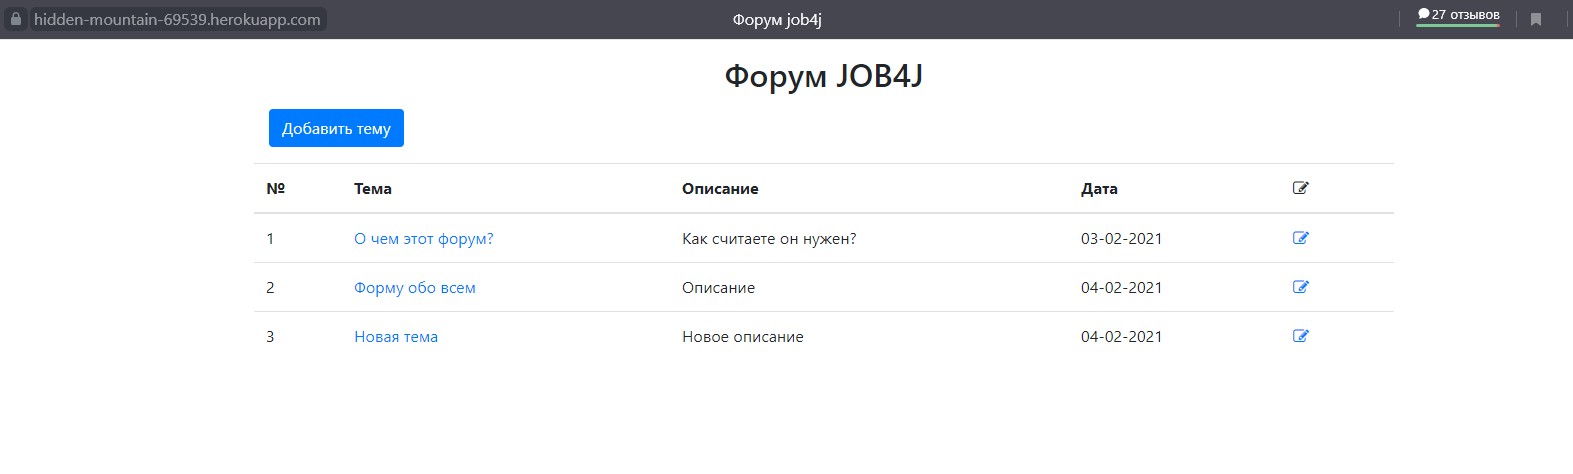 hidden-mountain-69539.herokuapp.com Форум job4j 27 отзывов
Форум JOB4J
Добавить тему
№ Тема Описание Дата
1 О чем этот форум? Как считаете он нужен? 03-02-2021
2 Форму обо всем Описание 04-02-2021
3 Новая тема Новое описание 04-02-2021